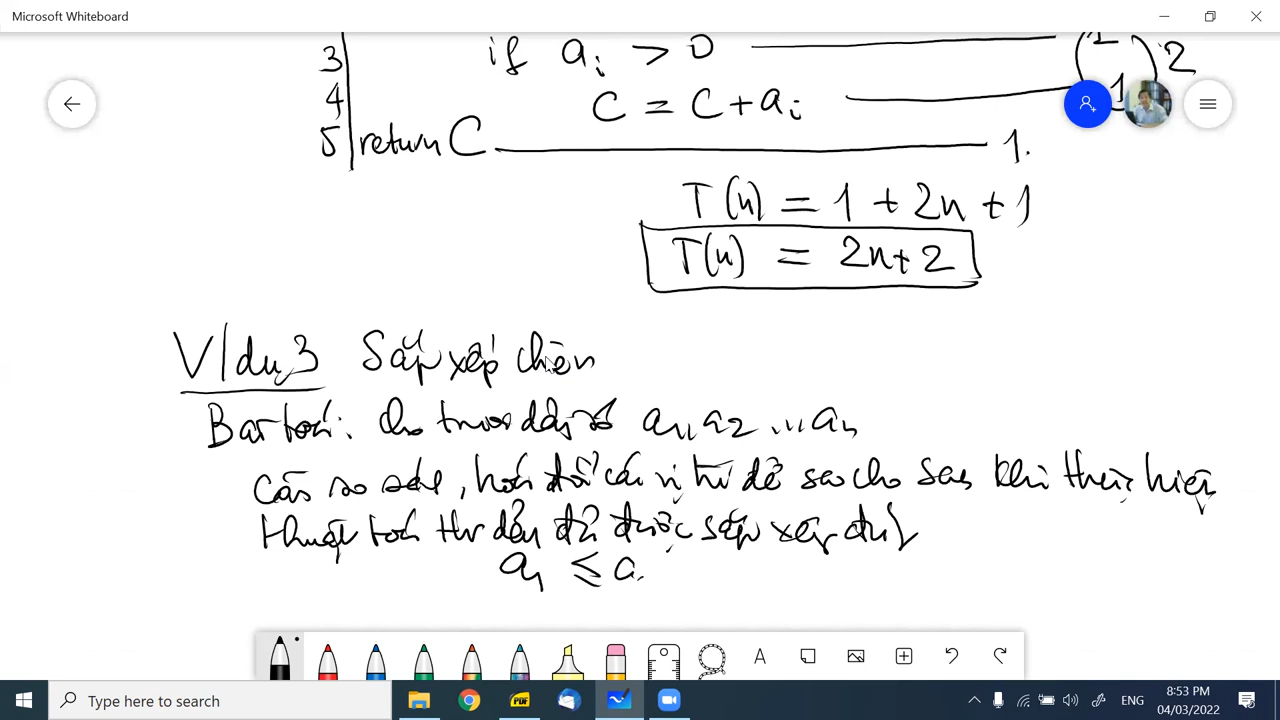 Microsoft Whiteboard
3 if ai > 0 1
4 C = C + ai 1 2
5 return C 1.
T(n) = 1 + 2n + 1
T(n) = 2n + 2
V/dụ 3 Sắp xếp chèn
Bài toán: Cho trước dãy số a1, a2 ... an
cần so sánh, hoán đổi các vị trí để sao cho sau khi thực hiện
thuật toán thì dãy đã được sắp xếp đúng
a1 ≤ a
A
Type here to search
ENG
8:53 PM
04/03/2022